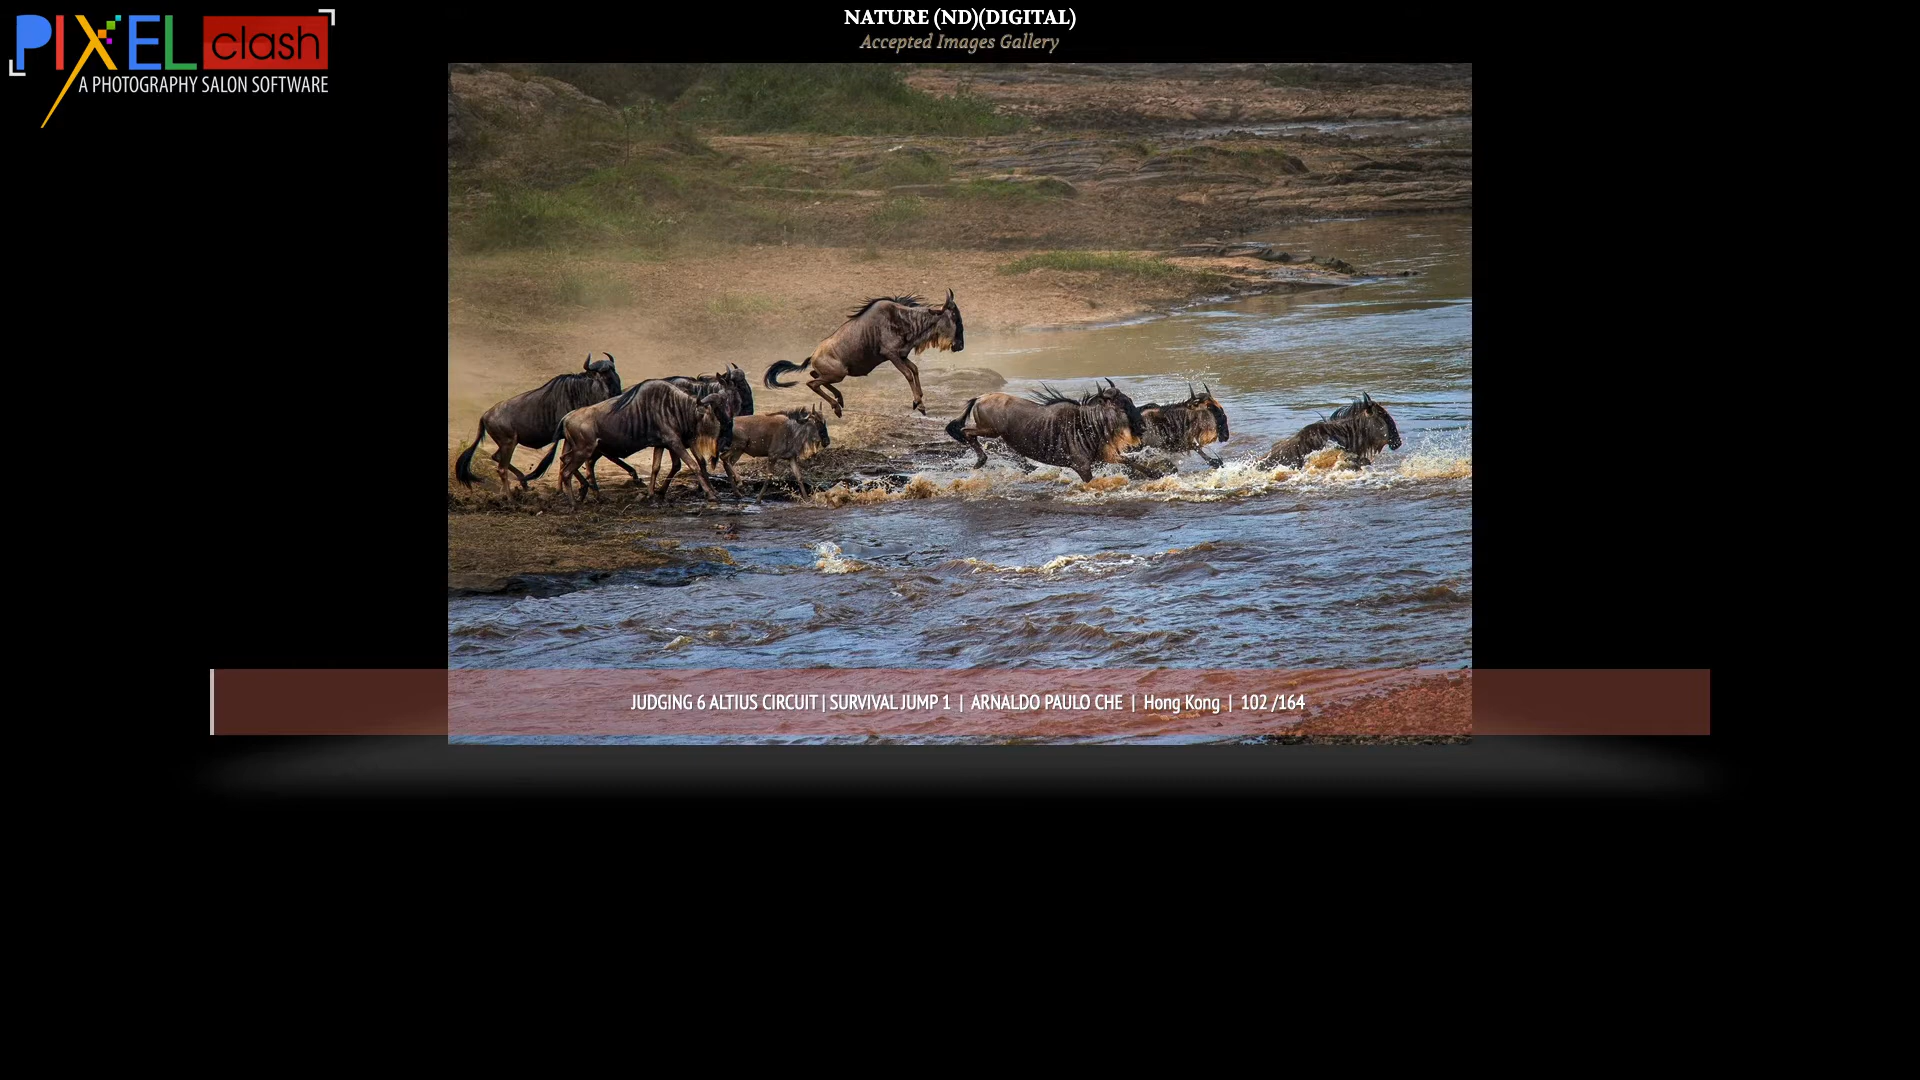 PIXEL clash
A PHOTOGRAPHY SALON SOFTWARE
NATURE (ND)(DIGITAL)
Accepted Images Gallery
JUDGING 6 ALTIUS CIRCUIT | SURVIVAL JUMP 1 | ARNALDO PAULO CHE | Hong Kong | 102 /164